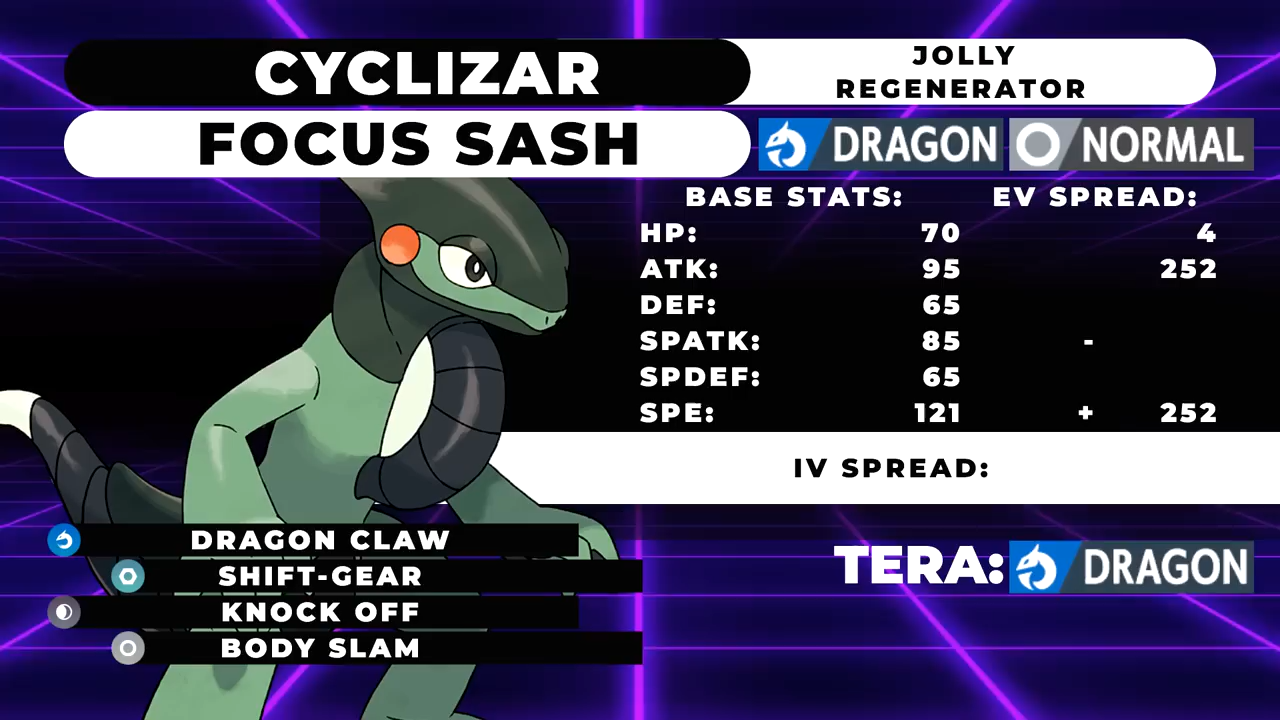 CYCLIZAR
JOLLY
REGENERATOR
FOCUS SASH
DRAGON NORMAL
BASE STATS: EV SPREAD:
HP: 70 4
ATK: 95 252
DEF: 65
SPATK: 85 -
SPDEF: 65
SPE: 121 + 252
IV SPREAD:
DRAGON CLAW
SHIFT-GEAR
KNOCK OFF
BODY SLAM
TERA: DRAGON